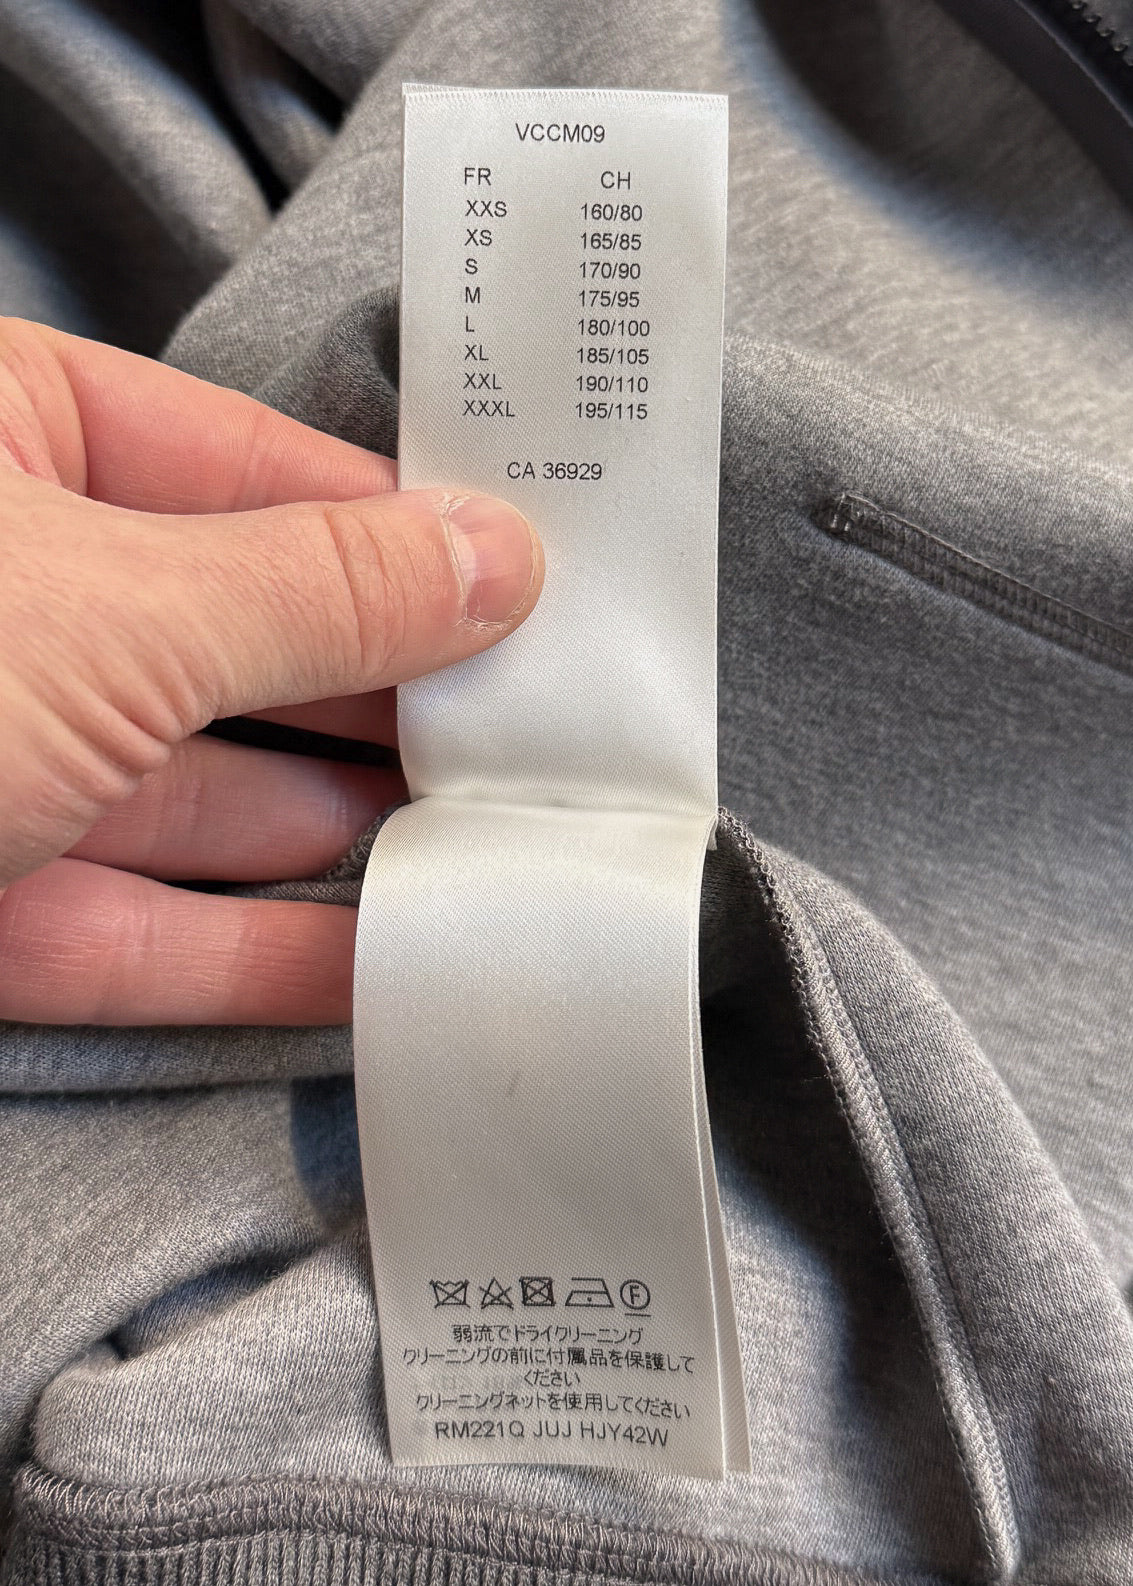 VCCM09
FR CH
XXS 160/80
XS 165/85
S 170/90
M 175/95
L 180/100
XL 185/105
XXL 190/110
XXXL 195/115
CA 36929
F
弱流でドライクリーニング
クリーニングの前に付属品を保護して
ください
クリーニングネットを使用してください
RM221Q JUJ HJY42W